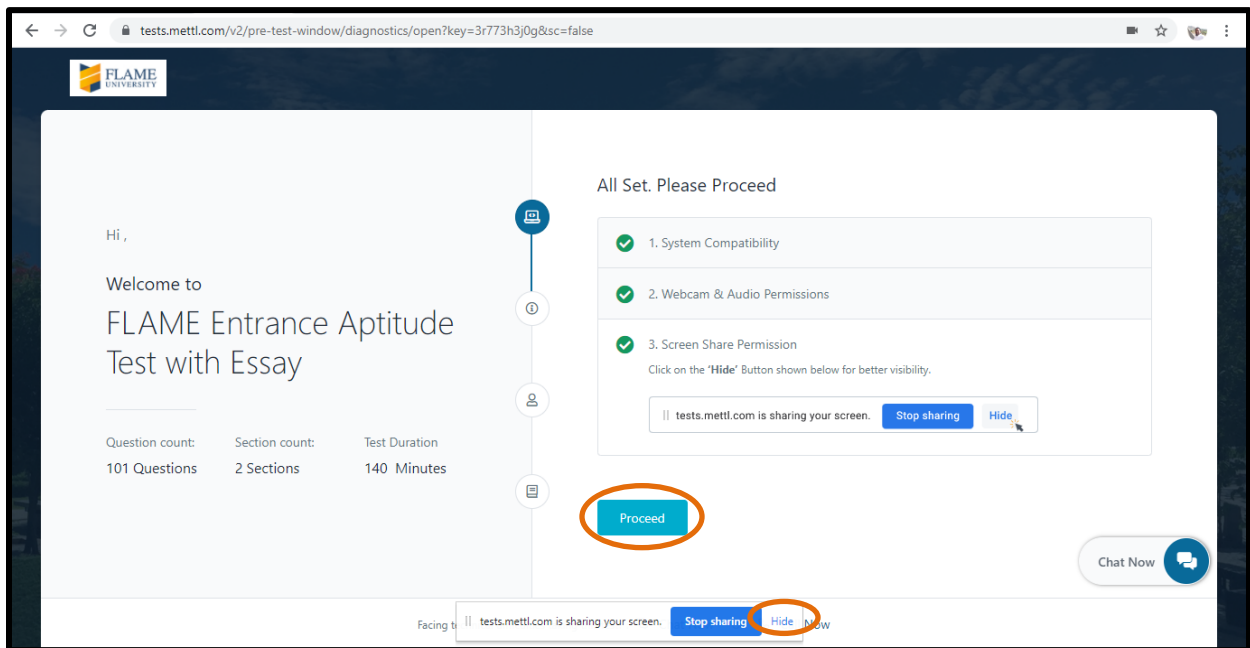 tests.mettl.com/v2/pre-test-window/diagnostics/open?key=3r773h3j0g&sc=false
FLAME
UNIVERSITY
Hi ,
Welcome to
FLAME Entrance Aptitude
Test with Essay
Question count: Section count: Test Duration
101 Questions 2 Sections 140 Minutes
All Set. Please Proceed
1. System Compatibility
2. Webcam & Audio Permissions
3. Screen Share Permission
Click on the 'Hide' Button shown below for better visibility.
|| tests.mettl.com is sharing your screen. Stop sharing Hide
Proceed
Chat Now
Facing || tests.mettl.com is sharing your screen. Stop sharing Hide Now